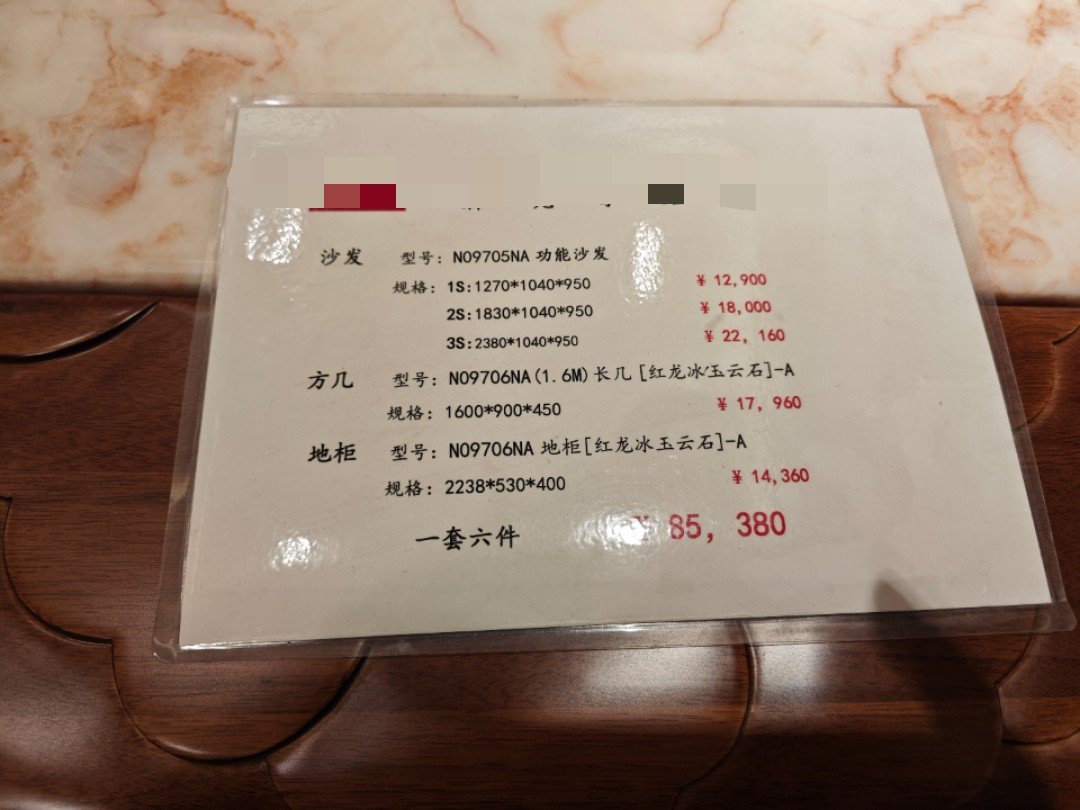 沙发 型号: N09705NA 功能沙发
规格: 1S:1270*1040*950 ¥ 12,900
2S:1830*1040*950 ¥ 18,000
3S:2380*1040*950 ¥ 22, 160
方几 型号: N09706NA(1.6M)长几[红龙冰玉云石]-A
规格: 1600*900*450 ¥ 17, 960
地柜 型号: N09706NA 地柜[红龙冰玉云石]-A
规格: 2238*530*400 ¥ 14,360
一套六件 ¥ 85, 380